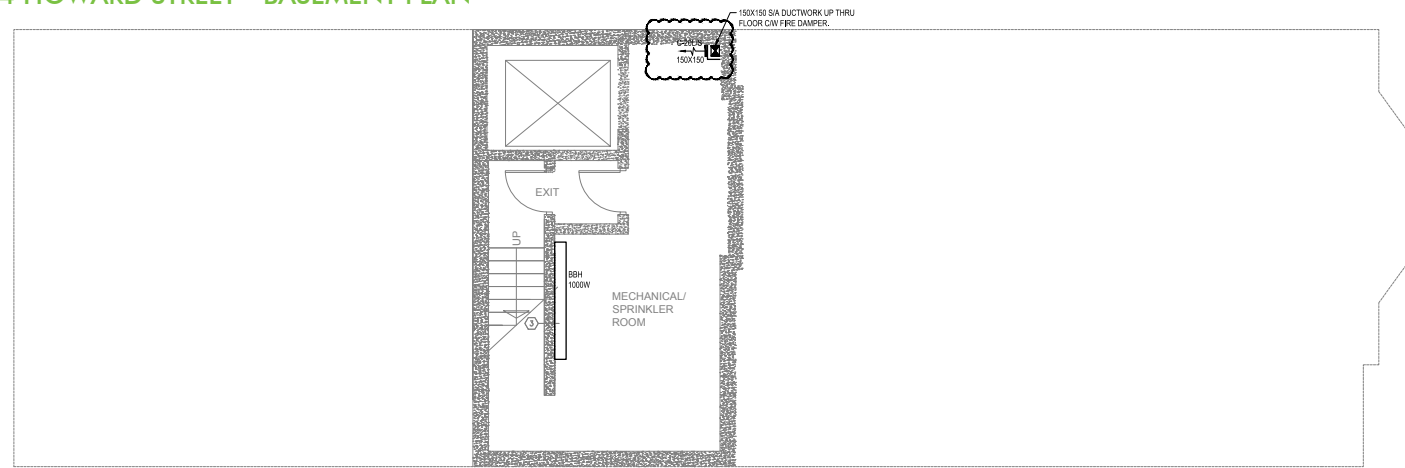 4 HOWARD STREET - BASEMENT PLAN
150X150 S/A DUCTWORK UP THRU
FLOOR C/W FIRE DAMPER.
150X150
EXIT
UP
BBH
1000W
MECHANICAL/
SPRINKLER
ROOM
3